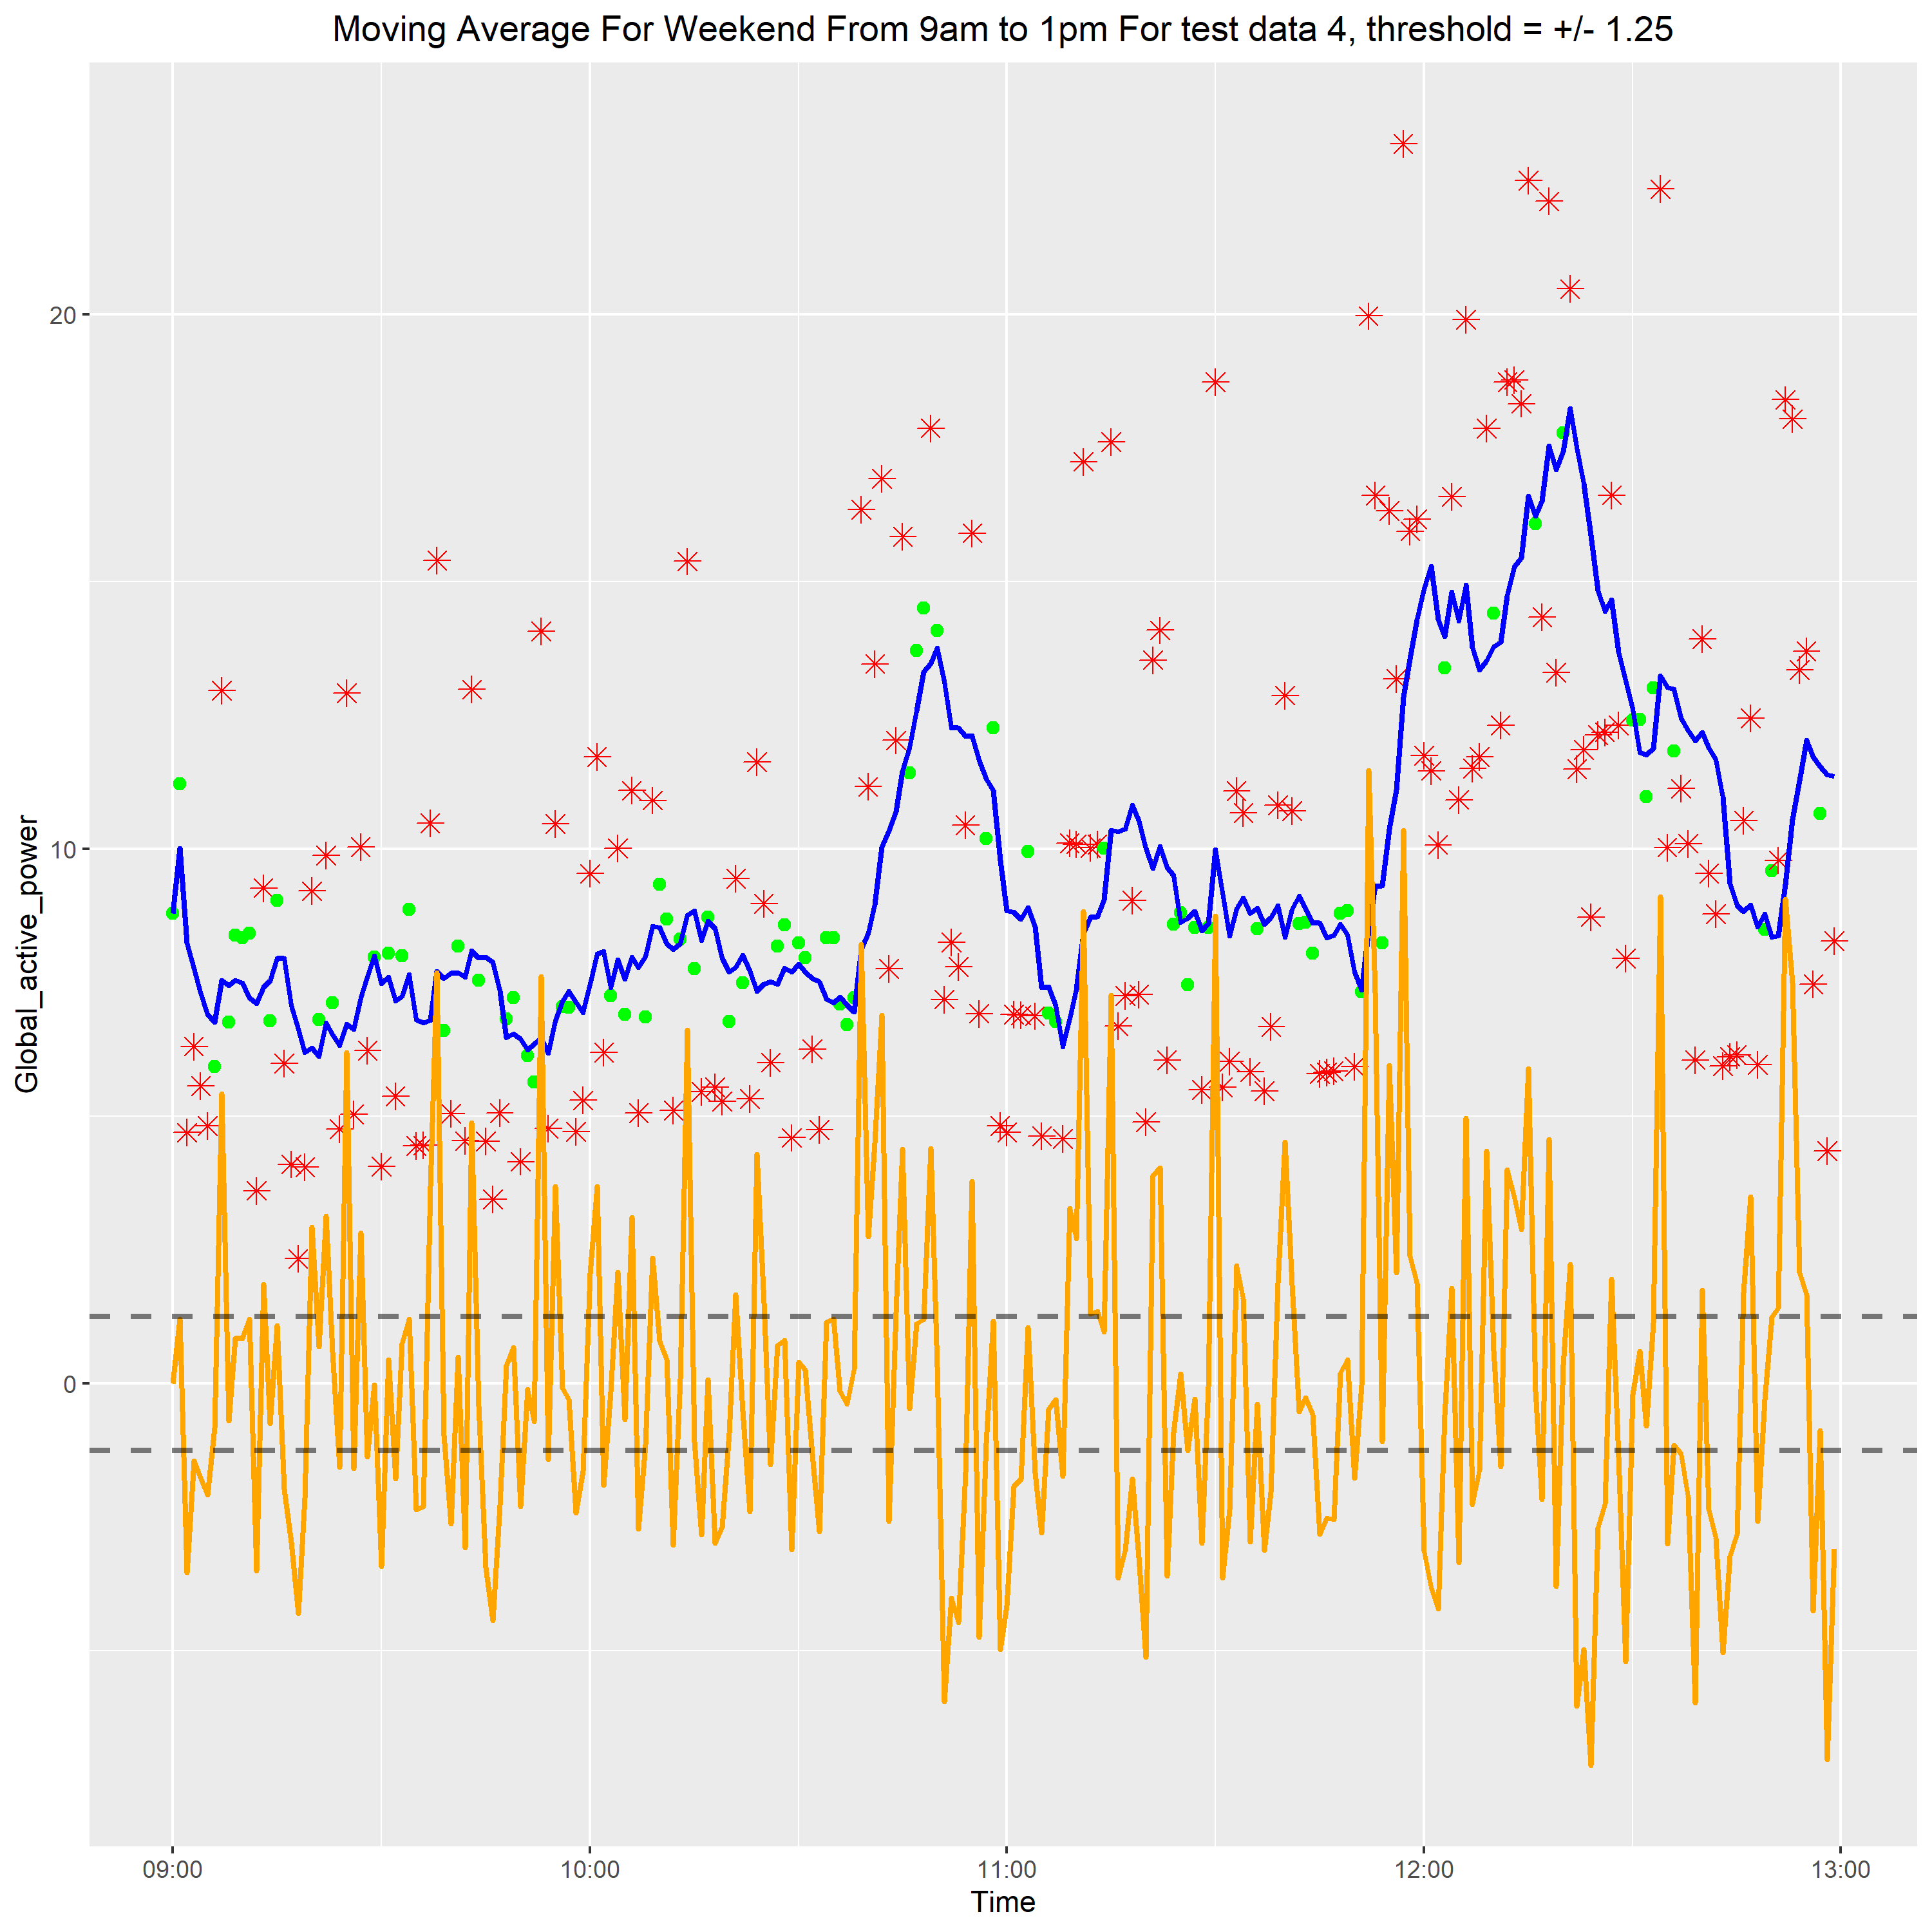 Moving Average For Weekend From 9am to 1pm For test data 4, threshold = +/- 1.25
Global_active_power
20
10
0
09:00 10:00 11:00 12:00 13:00
Time